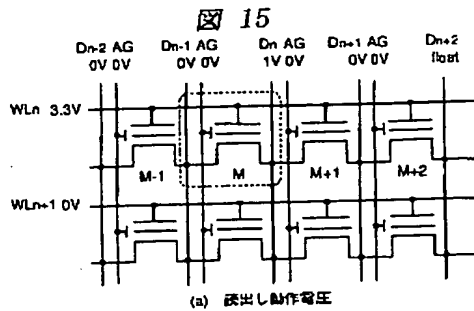 図 15
Dn-2 AG Dn-1 AG Dn AG Dn+1 AG Dn+2
0V 0V 0V 0V 1V 0V 0V 0V float
WLn 3.3V
M-1 M M+1 M+2
WLn+1 0V
(a) 読出し動作電圧